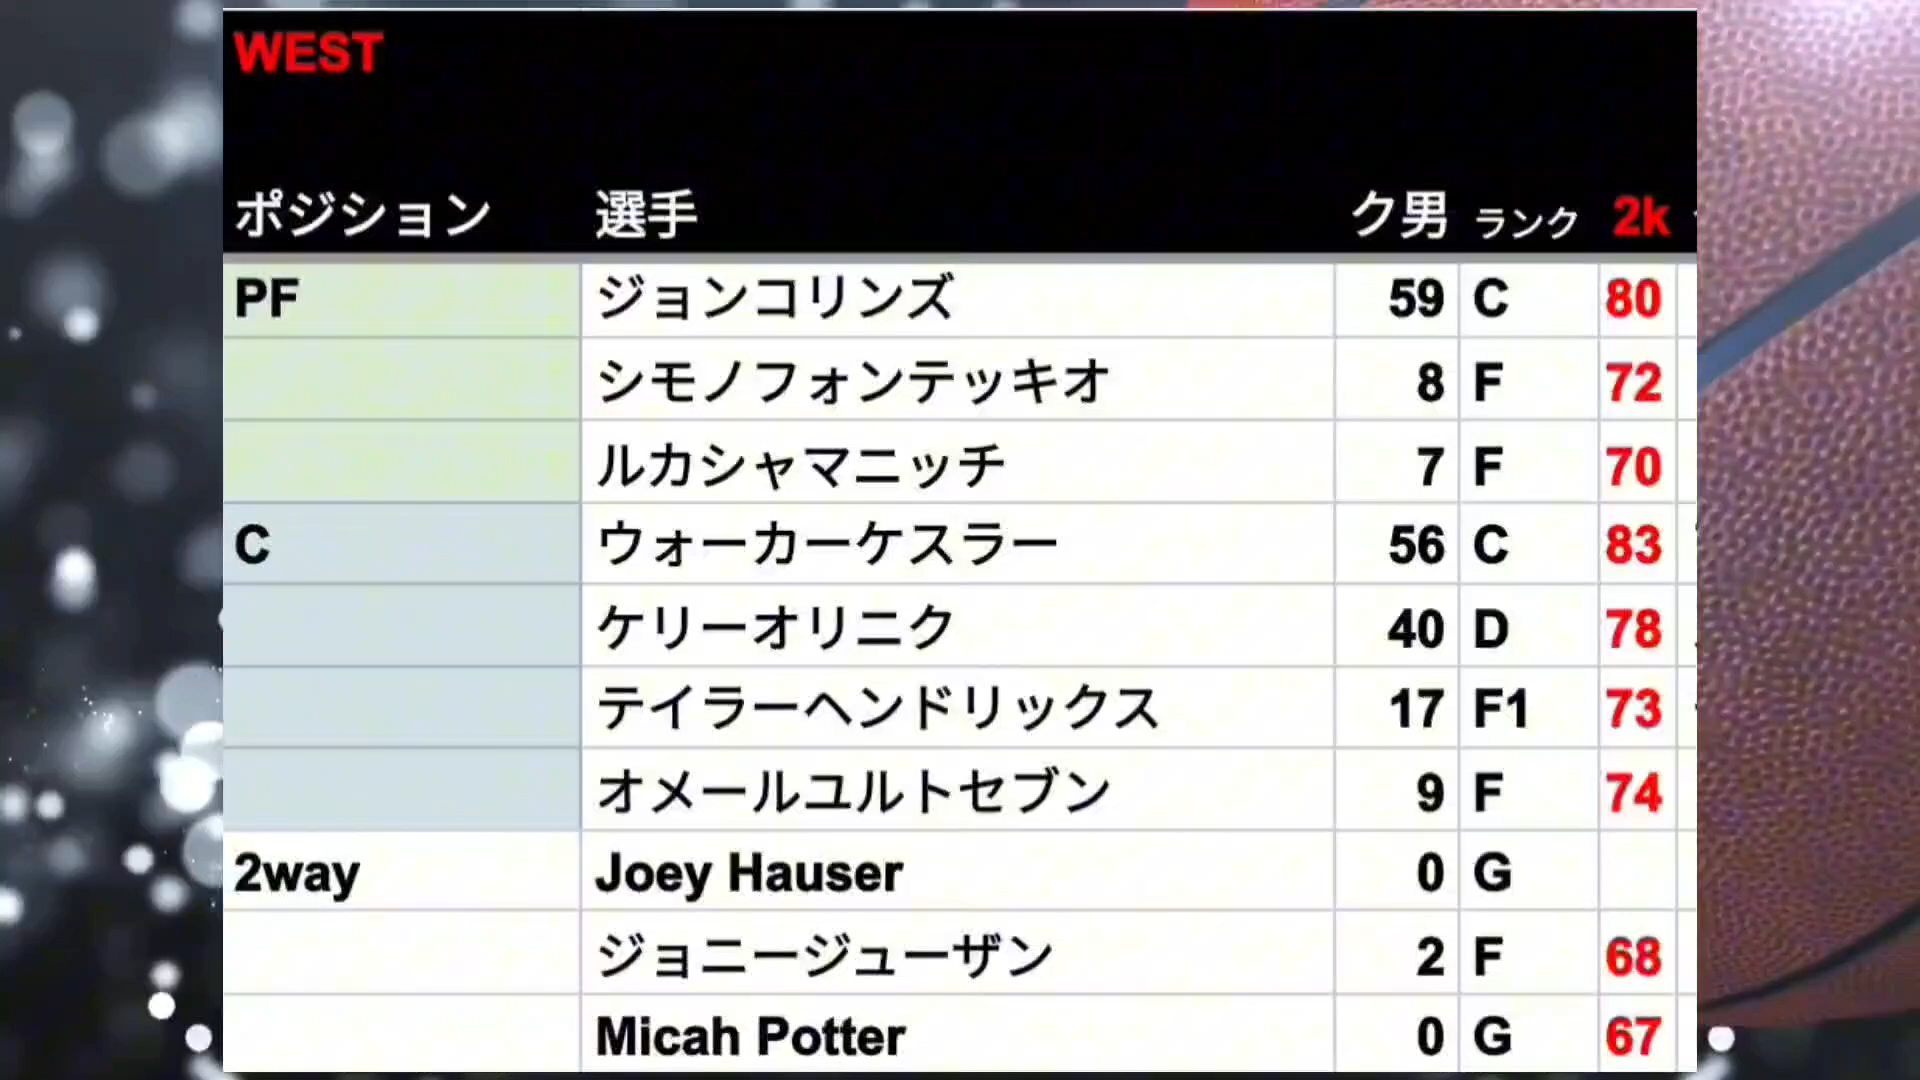 WEST
ポジション 選手 ク男 ランク 2k
PF ジョンコリンズ 59 C 80
シモノフォンテッキオ 8 F 72
ルカシャマニッチ 7 F 70
C ウォーカーケスラー 56 C 83
ケリーオリニク 40 D 78
テイラーヘンドリックス 17 F1 73
オメールユルトセブン 9 F 74
2way Joey Hauser 0 G
ジョニージューザン 2 F 68
Micah Potter 0 G 67